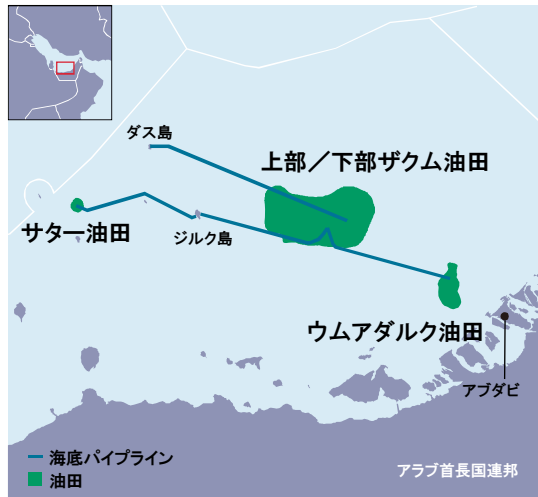 ダス島
上部／下部ザクム油田
サター油田
ジルク島
ウムアダルク油田
アブダビ
海底パイプライン
油田
アラブ首長国連邦